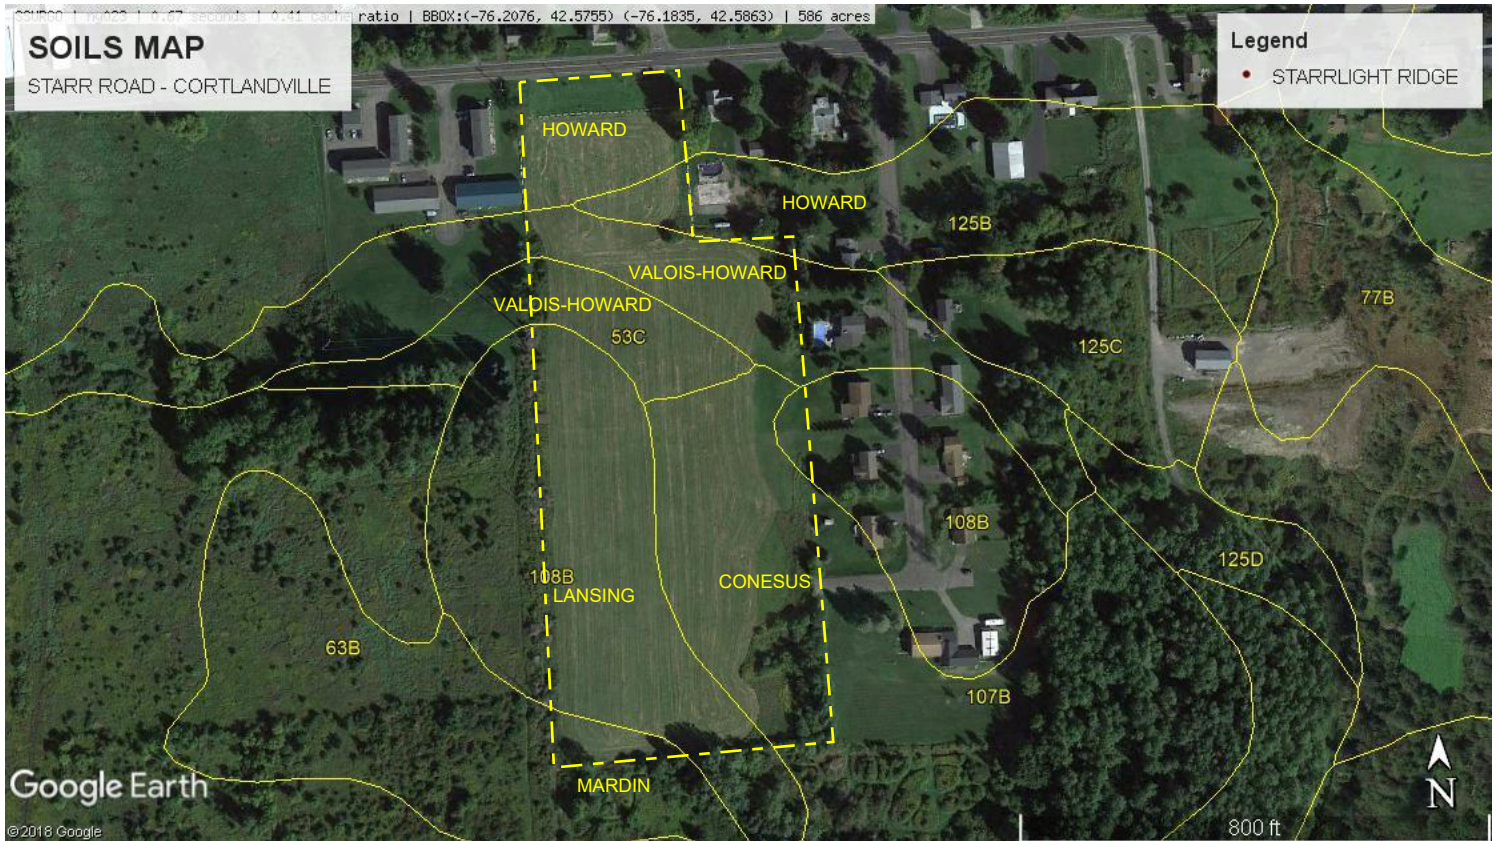 ratio | BBOX:(-76.2076, 42.5755) (-76.1835, 42.5863) | 586 acres
SOILS MAP
STARR ROAD - CORTLANDVILLE
Legend
STARRLIGHT RIDGE
HOWARD
HOWARD
125B
VALOIS-HOWARD
77B
VALOIS-HOWARD
53C
125C
108B
125D
108B
CONESUS
LANSING
63B
107B
MARDIN
Google Earth
N
©2018 Google
800 ft